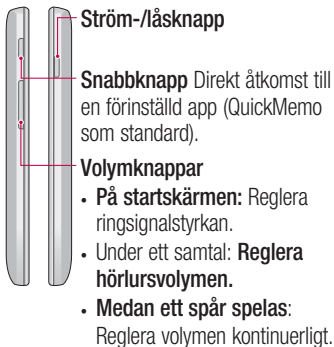 Ström-/låsknapp
Snabbknapp Direkt åtkomst till
en förinställd app (QuickMemo
som standard).
Volymknappar
• På startskärmen: Reglera
ringsignalstyrkan.
• Under ett samtal: Reglera
hörlursvolymen.
• Medan ett spår spelas:
Reglera volymen kontinuerligt.